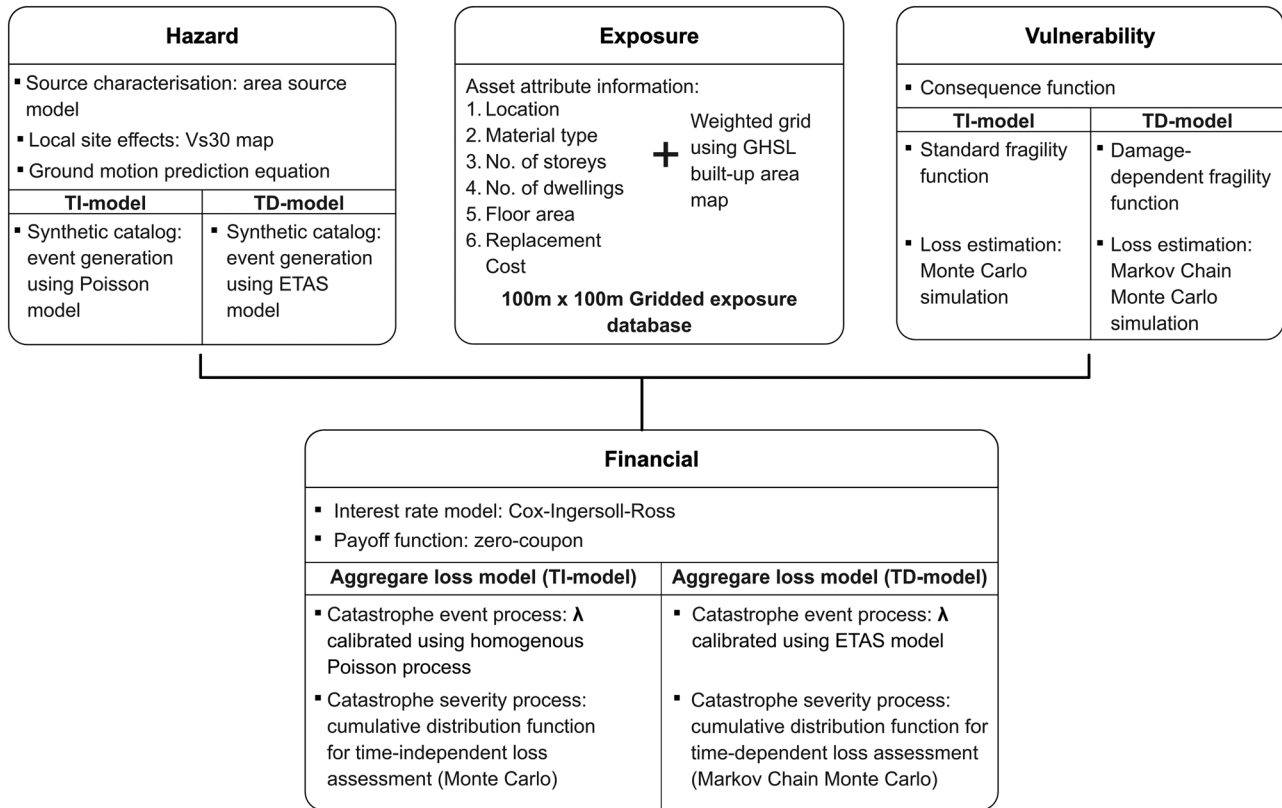 Hazard
▪ Source characterisation: area source
model
▪ Local site effects: Vs30 map
▪ Ground motion prediction equation
TI-model
▪ Synthetic catalog:
event generation
using Poisson
model
TD-model
▪ Synthetic catalog:
event generation
using ETAS
model
Exposure
Asset attribute information:
1. Location
2. Material type
3. No. of storeys
4. No. of dwellings
5. Floor area
6. Replacement
Cost
+
Weighted grid
using GHSL
built-up area
map
100m x 100m Gridded exposure
database
Vulnerability
▪ Consequence function
TI-model
▪ Standard fragility
function
▪ Loss estimation:
Monte Carlo
simulation
TD-model
▪ Damage-
dependent fragility
function
▪ Loss estimation:
Markov Chain
Monte Carlo
simulation
Financial
▪ Interest rate model: Cox-Ingersoll-Ross
▪ Payoff function: zero-coupon
Aggregare loss model (TI-model)
▪ Catastrophe event process: λ
calibrated using homogenous
Poisson process
▪ Catastrophe severity process:
cumulative distribution function
for time-independent loss
assessment (Monte Carlo)
Aggregare loss model (TD-model)
▪ Catastrophe event process: λ
calibrated using ETAS model
▪ Catastrophe severity process:
cumulative distribution function for
time-dependent loss assessment
(Markov Chain Monte Carlo)